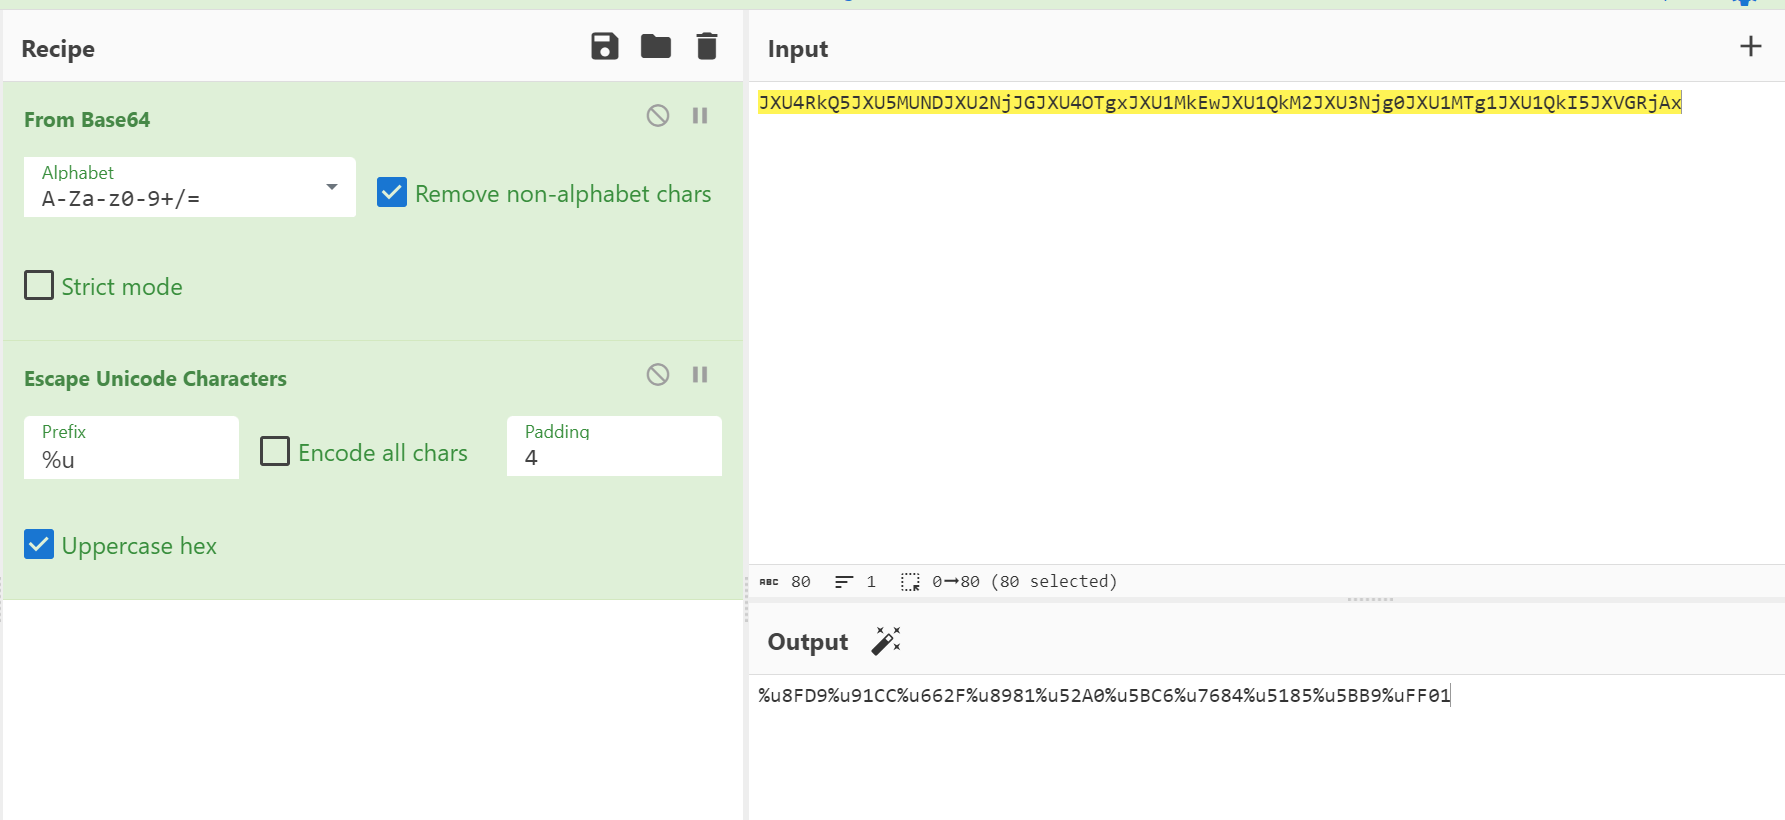 Recipe
From Base64
Alphabet
A-Za-z0-9+/=
Remove non-alphabet chars
Strict mode
Escape Unicode Characters
Prefix
%u
Encode all chars
Padding
4
Uppercase hex
Input
JXU4RkQ5JXU5MUNDJXU2NjJGJXU4OTgxJXU1MkEwJXU1QkM2JXU3Njg0JXU1MTg1JXU1QkI5JXVGRjAx
ABC 80 1 0→80 (80 selected)
Output
%u8FD9%u91CC%u662F%u8981%u52A0%u5BC6%u7684%u5185%u5BB9%uFF01